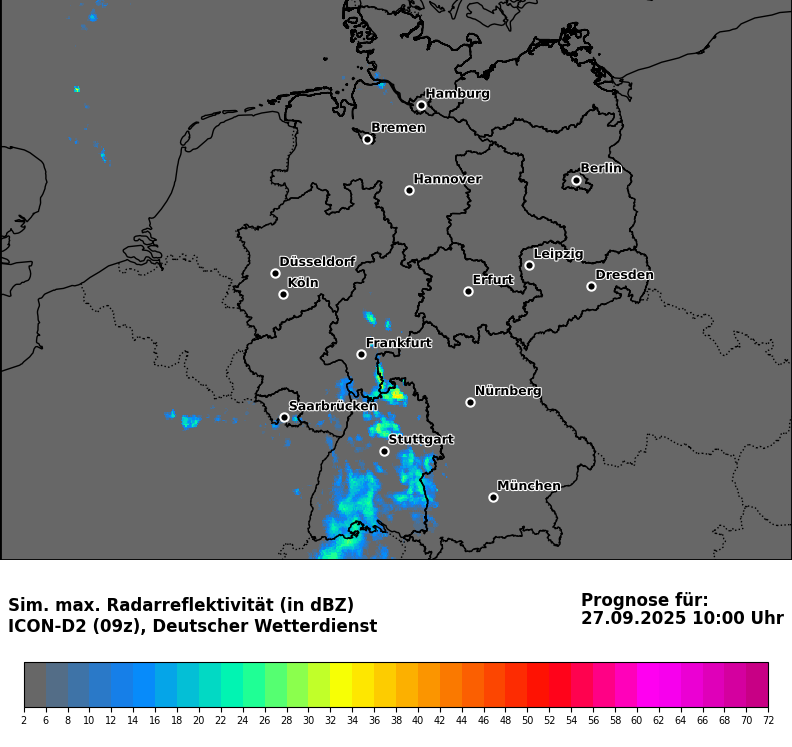 Hamburg
Bremen
Berlin
Hannover
Leipzig
Düsseldorf
Dresden
Erfurt
Köln
Frankfurt
Nürnberg
Saarbrücken
Stuttgart
München
Sim. max. Radarreflektivität (in dBZ)
ICON-D2 (09z), Deutscher Wetterdienst
Prognose für:
27.09.2025 10:00 Uhr
2 6 8 10 12 14 16 18 20 22 24 26 28 30 32 34 36 38 40 42 44 46 48 50 52 54 56 58 60 62 64 66 68 70 72